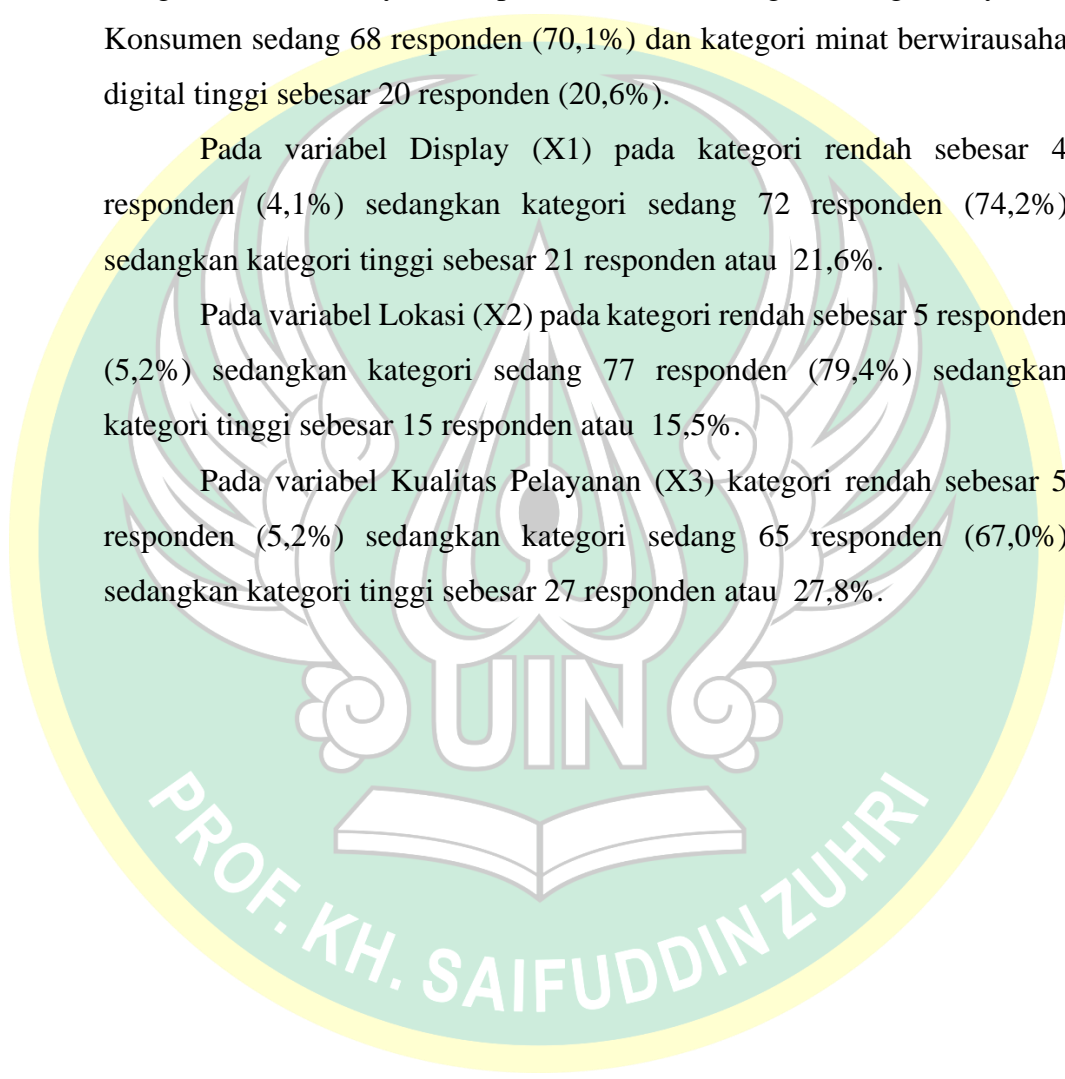 Konsumen sedang 68 responden (70,1%) dan kategori minat berwirausaha
digital tinggi sebesar 20 responden (20,6%).
Pada variabel Display (X1) pada kategori rendah sebesar 4
responden (4,1%) sedangkan kategori sedang 72 responden (74,2%)
sedangkan kategori tinggi sebesar 21 responden atau 21,6%.
Pada variabel Lokasi (X2) pada kategori rendah sebesar 5 responden
(5,2%) sedangkan kategori sedang 77 responden (79,4%) sedangkan
kategori tinggi sebesar 15 responden atau 15,5%.
Pada variabel Kualitas Pelayanan (X3) kategori rendah sebesar 5
responden (5,2%) sedangkan kategori sedang 65 responden (67,0%)
sedangkan kategori tinggi sebesar 27 responden atau 27,8%.
UIN
PROF. KH. SAIFUDDIN ZUHRI